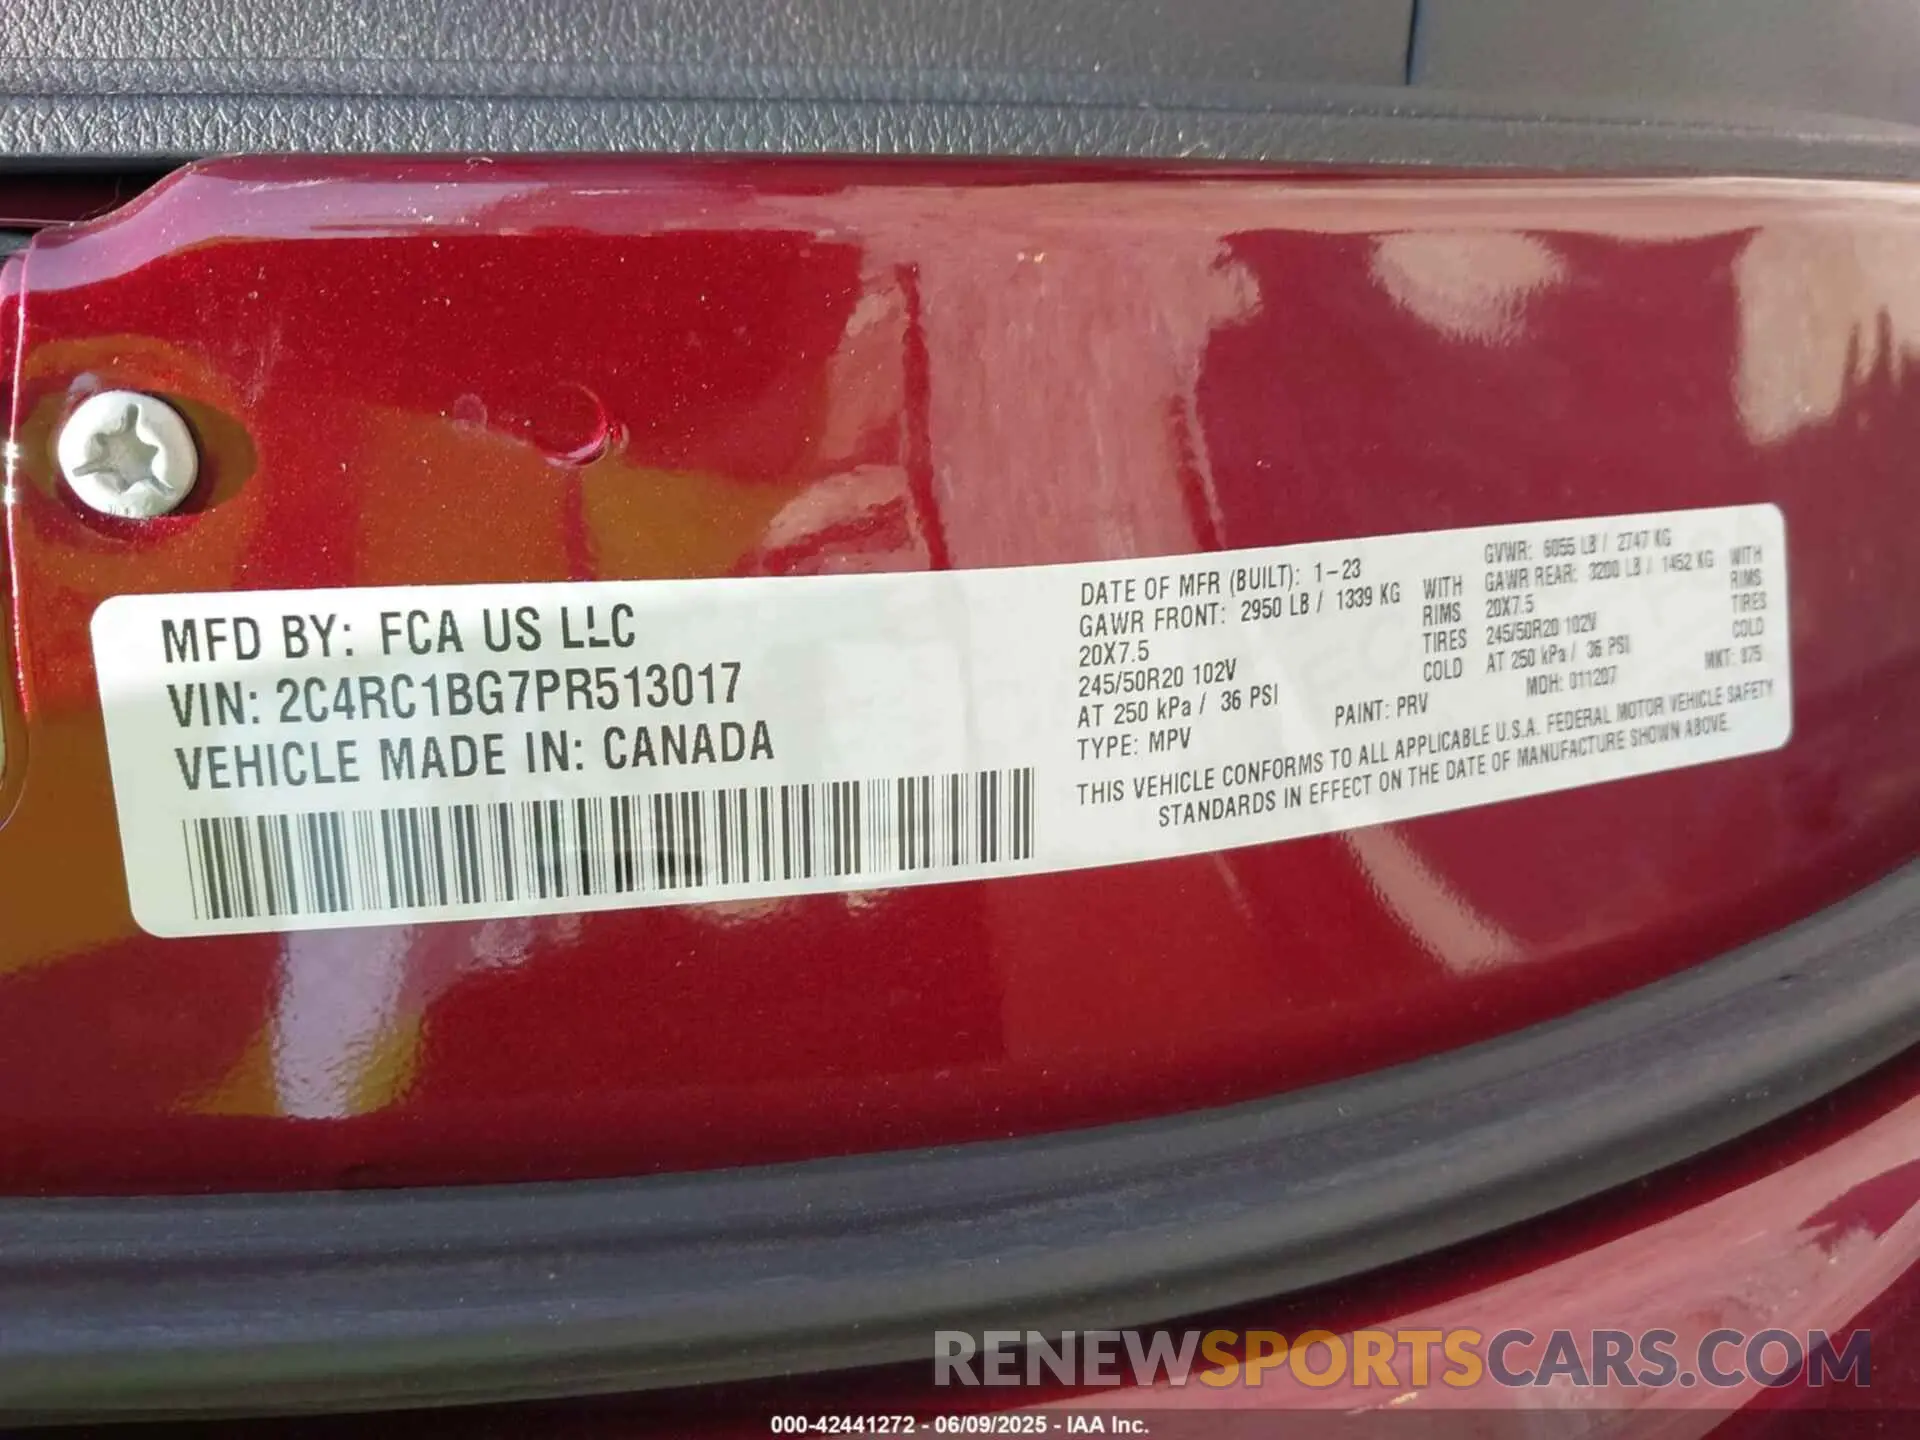 MFD BY: FCA US LLC
VIN: 2C4RC1BG7PR513017
VEHICLE MADE IN: CANADA
DATE OF MFR (BUILT): 1-23
GAWR FRONT: 2950 LB / 1339 KG WITH
20X7.5 RIMS
245/50R20 102V TIRES
AT 250 kPa / 36 PSI COLD
TYPE: MPV
PAINT: PRV
GVWR: 6055 LB / 2747 KG
GAWR REAR: 3200 LB / 1452 KG WITH
20X7.5 RIMS
245/50R20 102V TIRES
AT 250 kPa / 36 PSI COLD
MDH: 011207 MKT: 875
THIS VEHICLE CONFORMS TO ALL APPLICABLE U.S.A. FEDERAL MOTOR VEHICLE SAFETY
STANDARDS IN EFFECT ON THE DATE OF MANUFACTURE SHOWN ABOVE.
RENEWSPORTSCARS.COM
000-42441272 - 06/09/2025 - IAA Inc.